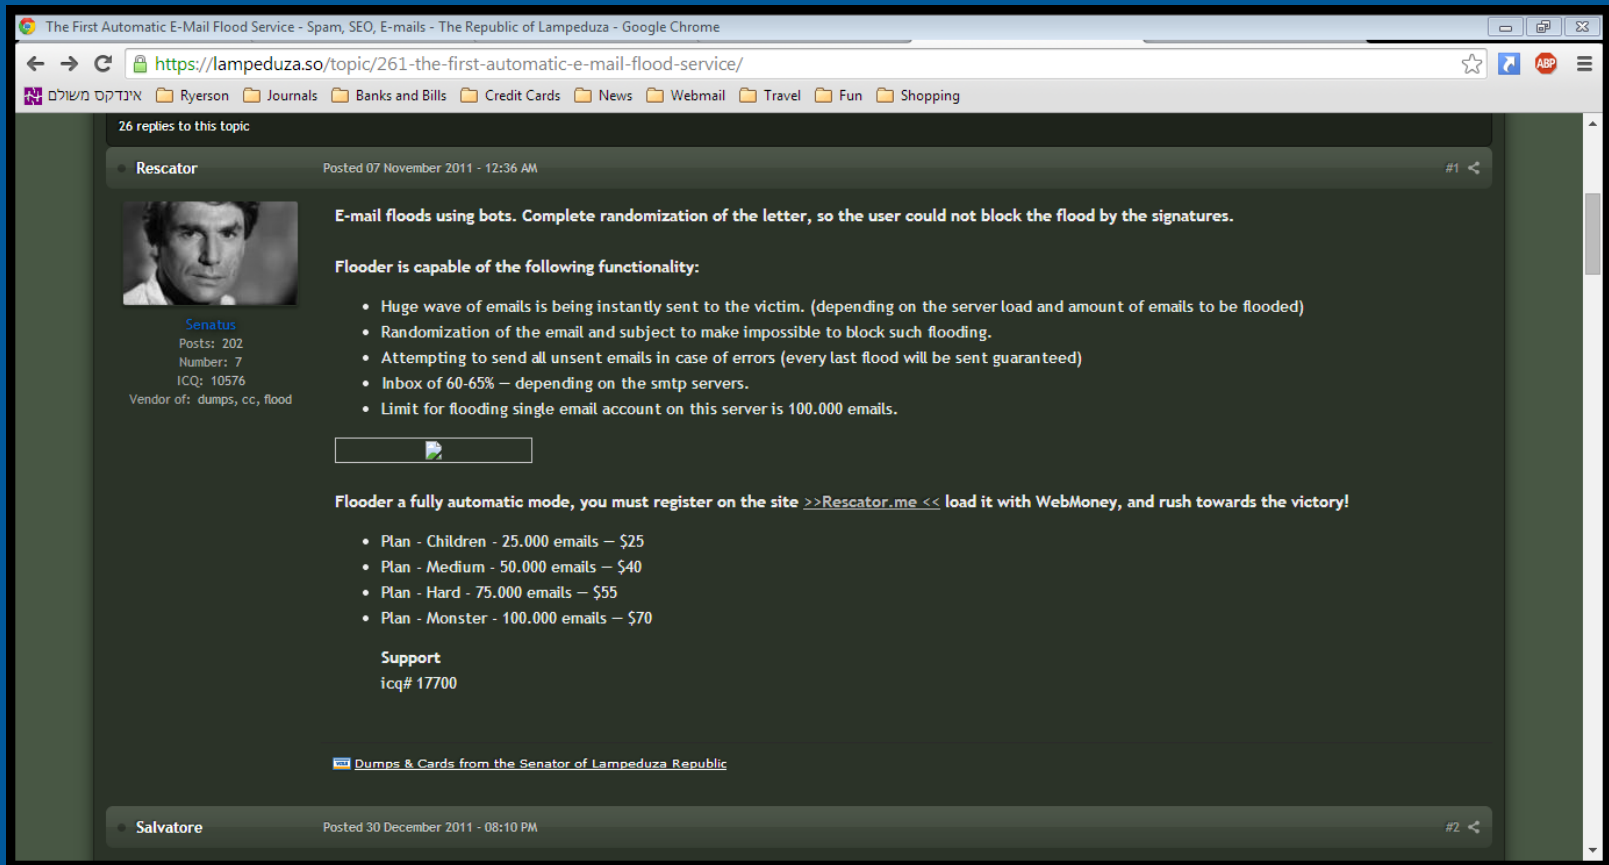 The First Automatic E-Mail Flood Service - Spam, SEO, E-mails - The Republic of Lampeduza - Google Chrome
https://lampeduza.so/topic/261-the-first-automatic-e-mail-flood-service/
ABP
אינדקס משולם Ryerson Journals Banks and Bills Credit Cards News Webmail Travel Fun Shopping
26 replies to this topic
Rescator Posted 07 November 2011 - 12:36 AM #1
E-mail floods using bots. Complete randomization of the letter, so the user could not block the flood by the signatures.
Flooder is capable of the following functionality:
• Huge wave of emails is being instantly sent to the victim. (depending on the server load and amount of emails to be flooded)
Senatus
• Randomization of the email and subject to make impossible to block such flooding.
Posts: 202
• Attempting to send all unsent emails in case of errors (every last flood will be sent guaranteed)
Number: 7
ICQ: 10576
• Inbox of 60-65% — depending on the smtp servers.
Vendor of: dumps, cc, flood
• Limit for flooding single email account on this server is 100.000 emails.
Flooder a fully automatic mode, you must register on the site >>Rescator.me << load it with WebMoney, and rush towards the victory!
• Plan - Children - 25.000 emails — $25
• Plan - Medium - 50.000 emails — $40
• Plan - Hard - 75.000 emails — $55
• Plan - Monster - 100.000 emails — $70
Support
icq# 17700
Dumps & Cards from the Senator of Lampeduza Republic
Salvatore Posted 30 December 2011 - 08:10 PM #2